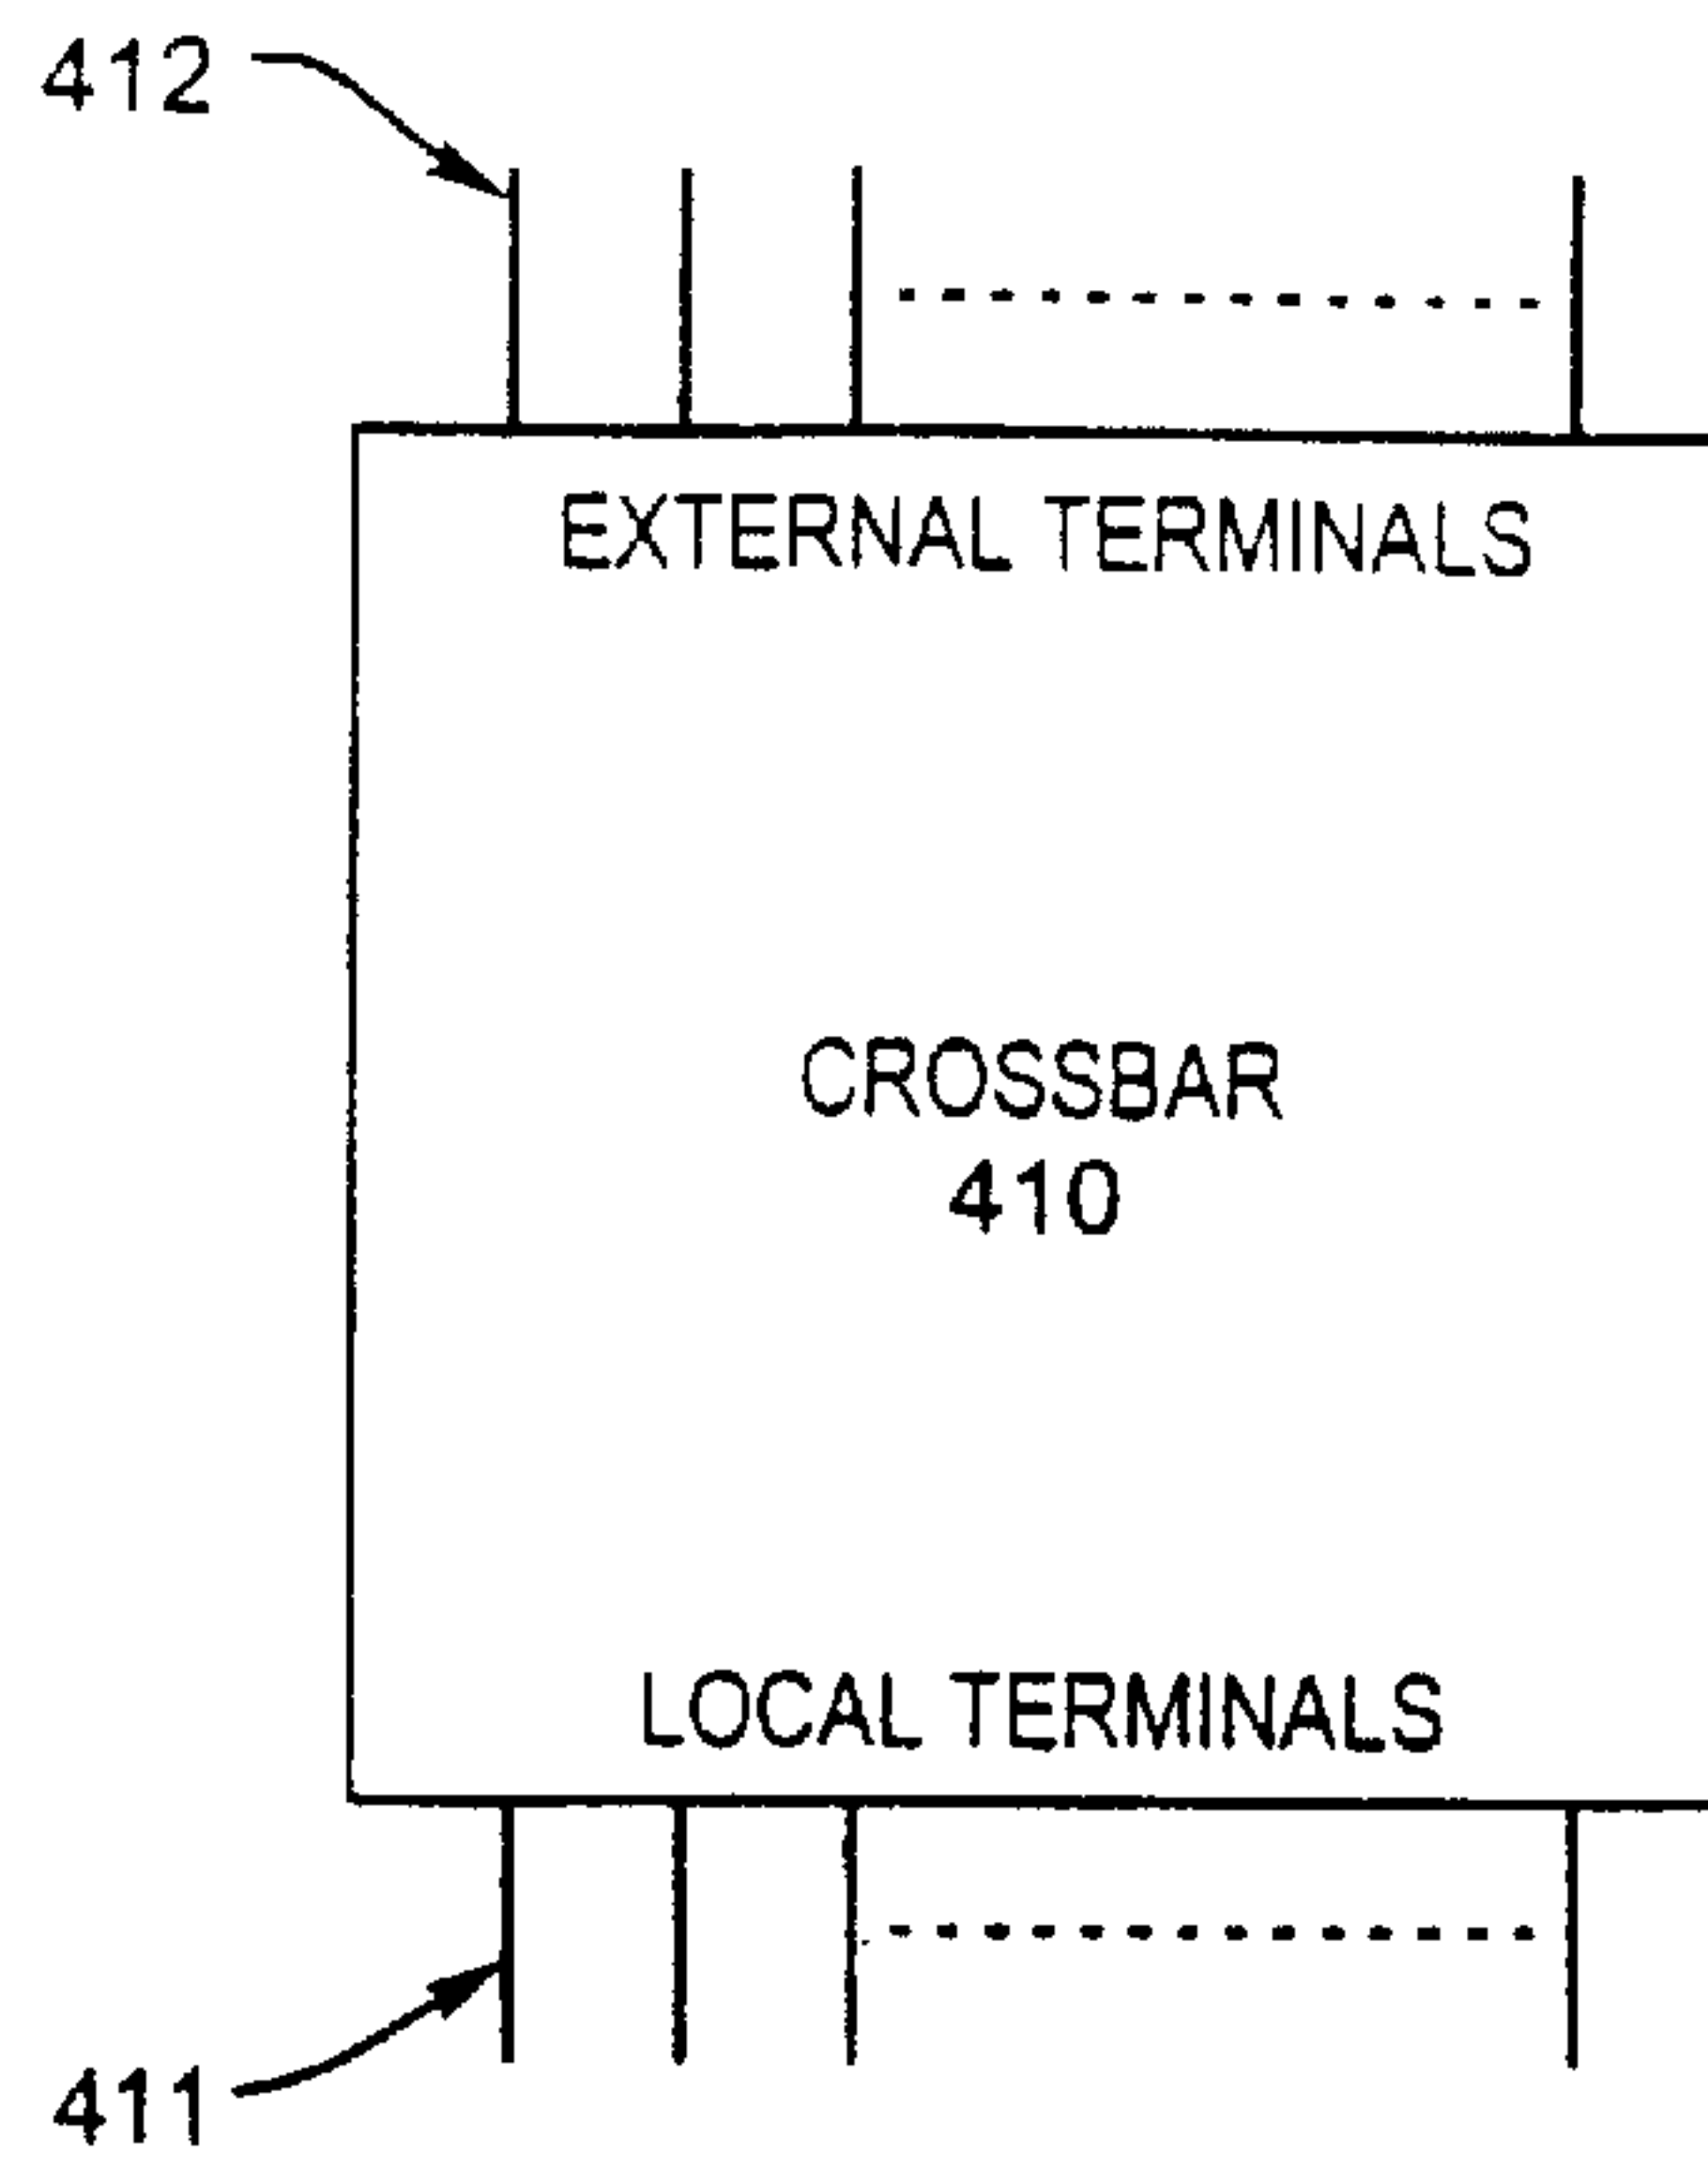 412
EXTERNAL TERMINALS
CROSSBAR
410
LOCAL TERMINALS
411